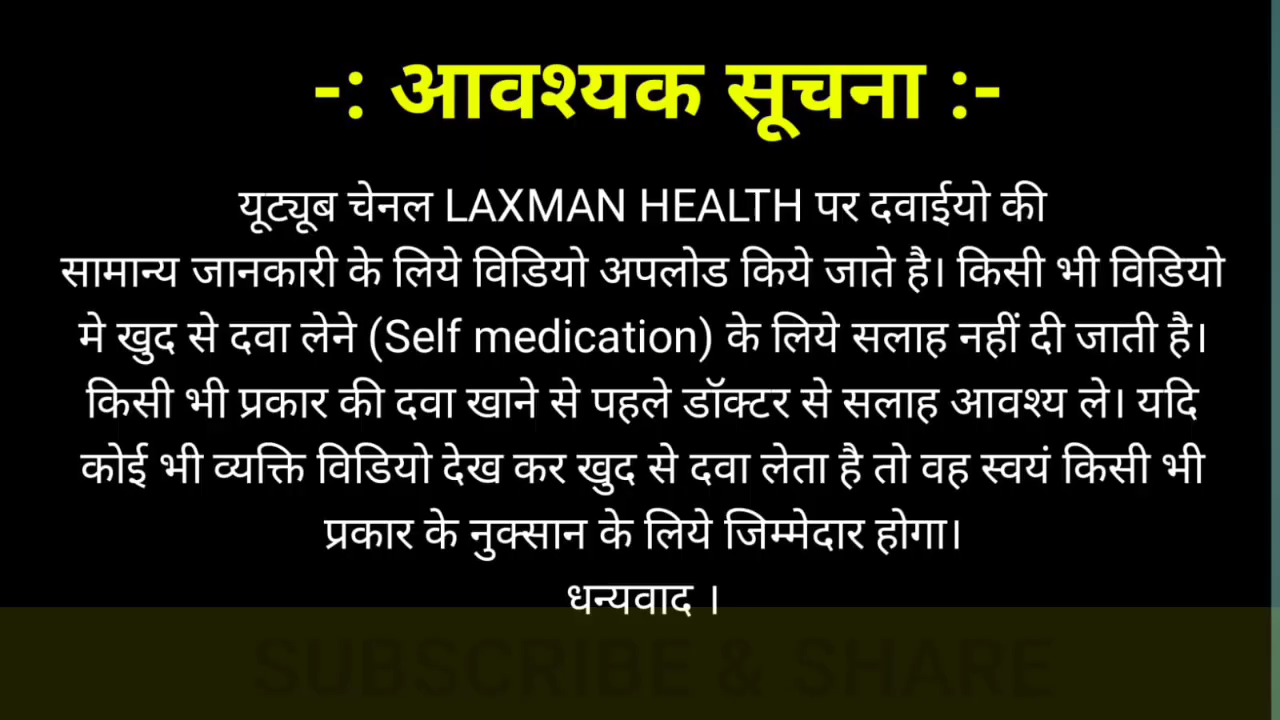 -: आवश्यक सूचना :-
यूट्यूब चेनल LAXMAN HEALTH पर दवाईयो की
सामान्य जानकारी के लिये विडियो अपलोड किये जाते है। किसी भी विडियो
मे खुद से दवा लेने (Self medication) के लिये सलाह नहीं दी जाती है।
किसी भी प्रकार की दवा खाने से पहले डॉक्टर से सलाह आवश्य ले। यदि
कोई भी व्यक्ति विडियो देख कर खुद से दवा लेता है तो वह स्वयं किसी भी
प्रकार के नुक्सान के लिये जिम्मेदार होगा।
धन्यवाद ।
SUBSCRIBE & SHARE